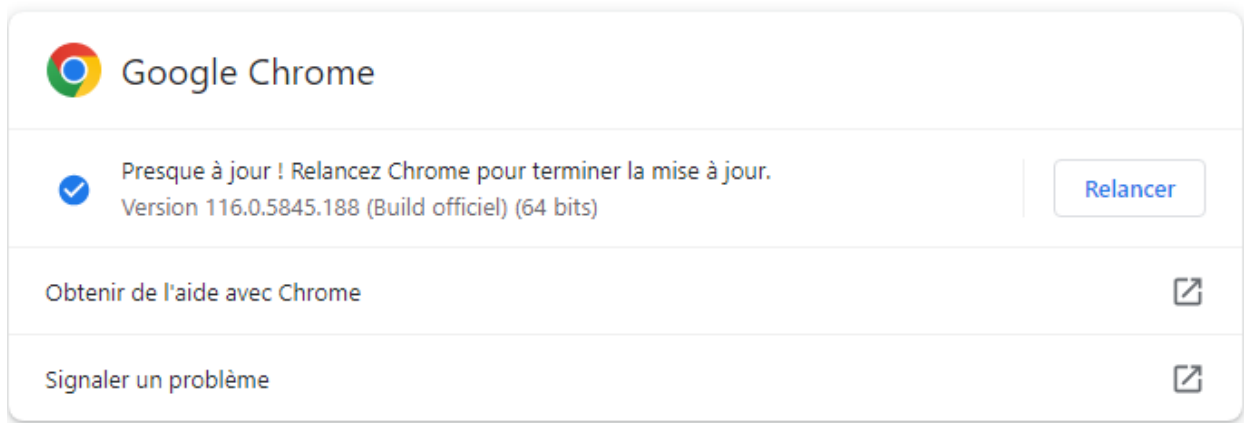 Google Chrome
Presque à jour ! Relancez Chrome pour terminer la mise à jour.
Version 116.0.5845.188 (Build officiel) (64 bits)
Relancer
Obtenir de l'aide avec Chrome
Signaler un problème